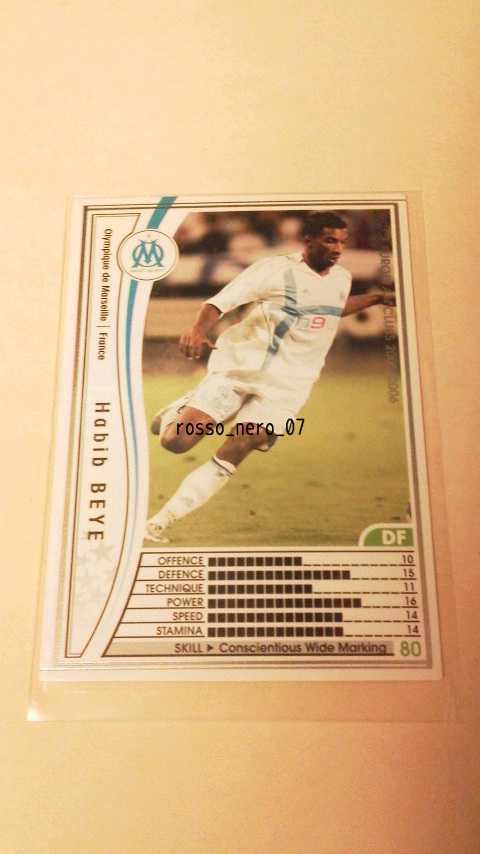 Olympique de Marseille | France
Habib BEYE
9
rosso_nero_07
DF
OFFENCE 10
DEFENCE 15
TECHNIQUE 11
POWER 16
SPEED 14
STAMINA 14
SKILL ▶ Conscientious Wide Marking 80